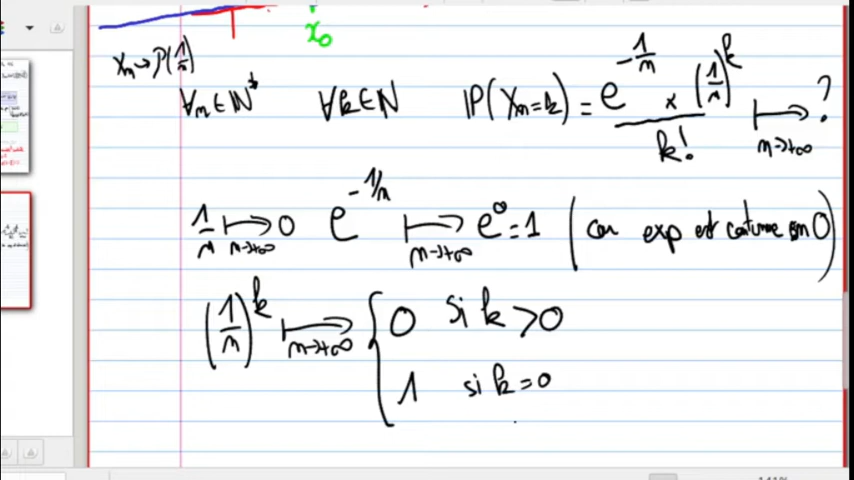 x₀
Xₙ → P(1/n)
∀n ∈ ℕ* ∀k ∈ ℕ ℙ(Xₙ = k) = e^(-1/n) × (1/n)^k / k! ⟼ ? n→+∞
1/n ⟼ 0 n→+∞ e^(-1/n) ⟼ e⁰ = 1 n→+∞ (car exp est continue en 0)
(1/n)^k ⟼ n→+∞ { 0 si k > 0
1 si k = 0